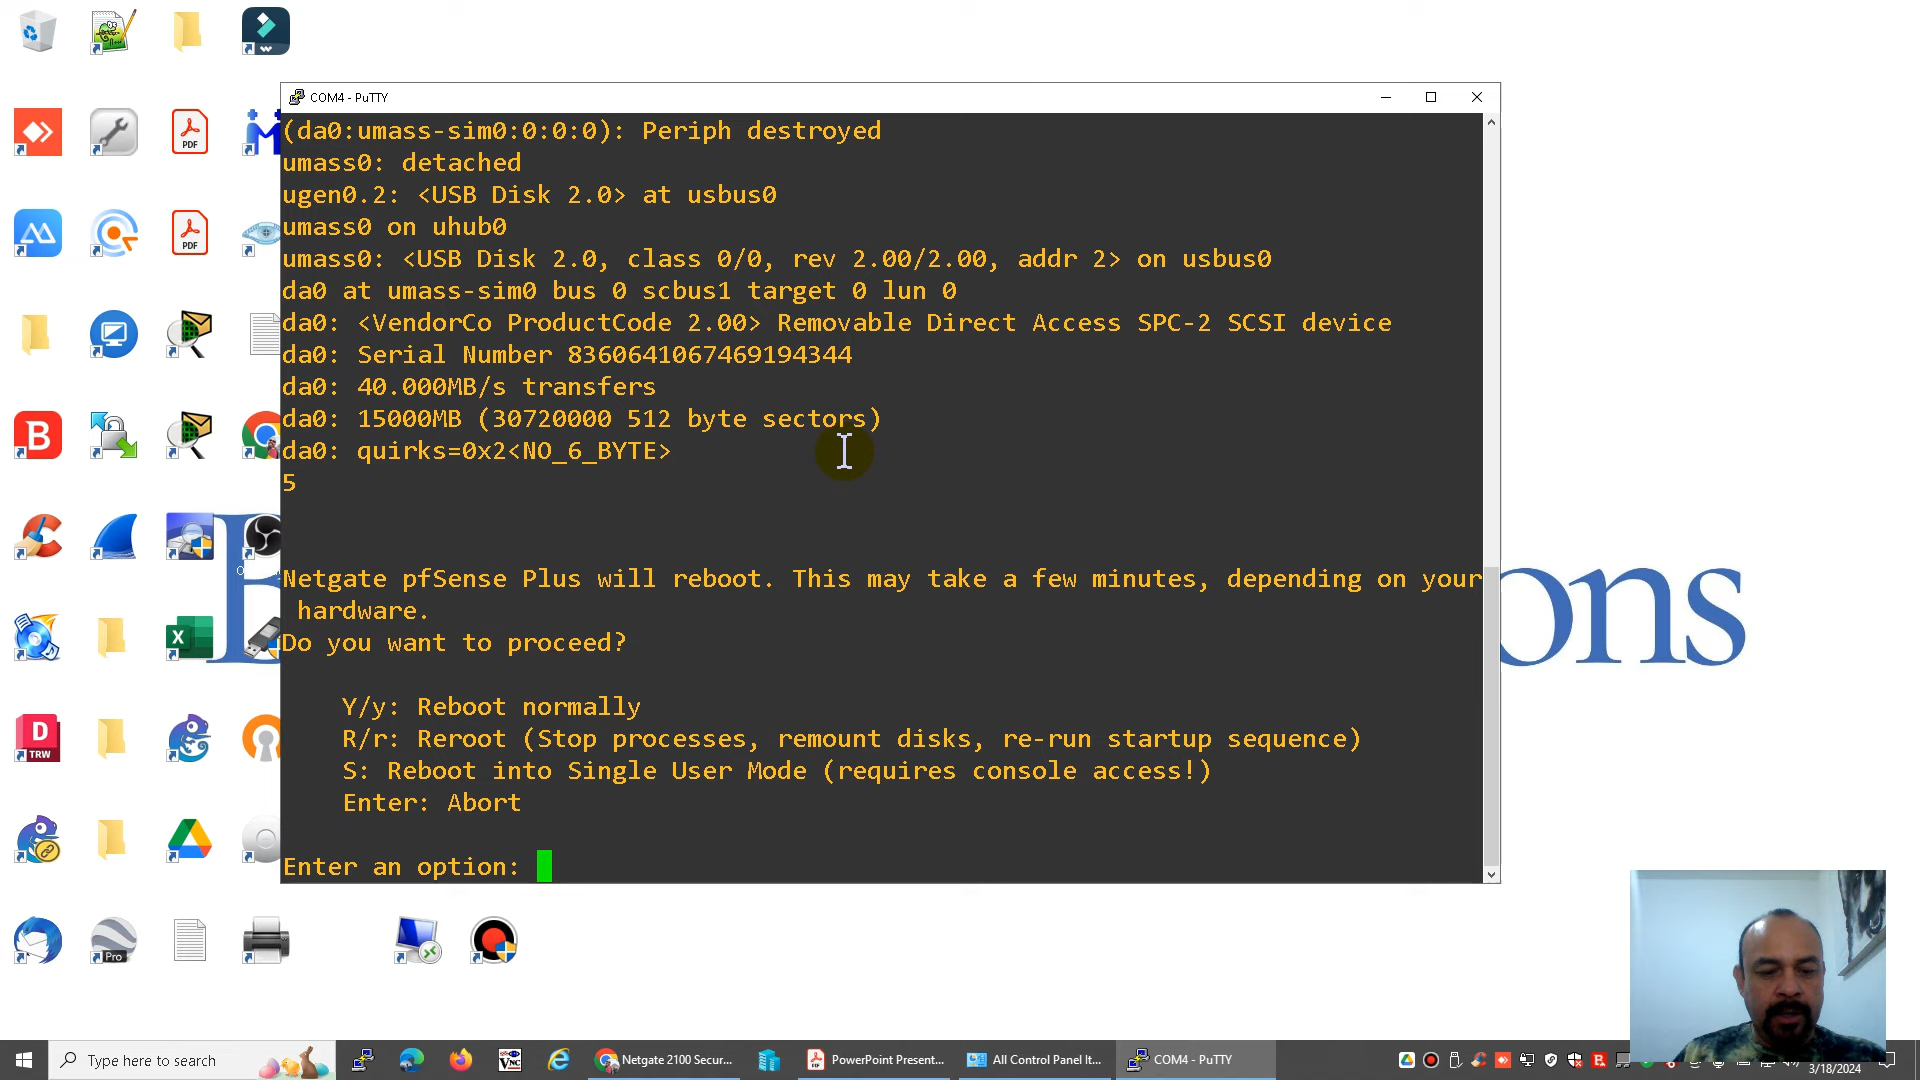 COM4 - PuTTY
(da0:umass-sim0:0:0:0): Periph destroyed
umass0: detached
ugen0.2: <USB Disk 2.0> at usbus0
umass0 on uhub0
umass0: <USB Disk 2.0, class 0/0, rev 2.00/2.00, addr 2> on usbus0
da0 at umass-sim0 bus 0 scbus1 target 0 lun 0
da0: <VendorCo ProductCode 2.00> Removable Direct Access SPC-2 SCSI device
da0: Serial Number 8360641067469194344
da0: 40.000MB/s transfers
da0: 15000MB (30720000 512 byte sectors)
da0: quirks=0x2<NO_6_BYTE>
5
Netgate pfSense Plus will reboot. This may take a few minutes, depending on your
hardware.
Do you want to proceed?
Y/y: Reboot normally
R/r: Reroot (Stop processes, remount disks, re-run startup sequence)
S: Reboot into Single User Mode (requires console access!)
Enter: Abort
Enter an option:
PDF
PDF
B
X
D
TRW
Pro
ons
Type here to search
VNC
Netgate 2100 Secur...
PowerPoint Present...
All Control Panel It...
COM4 - PuTTY
3/18/2024